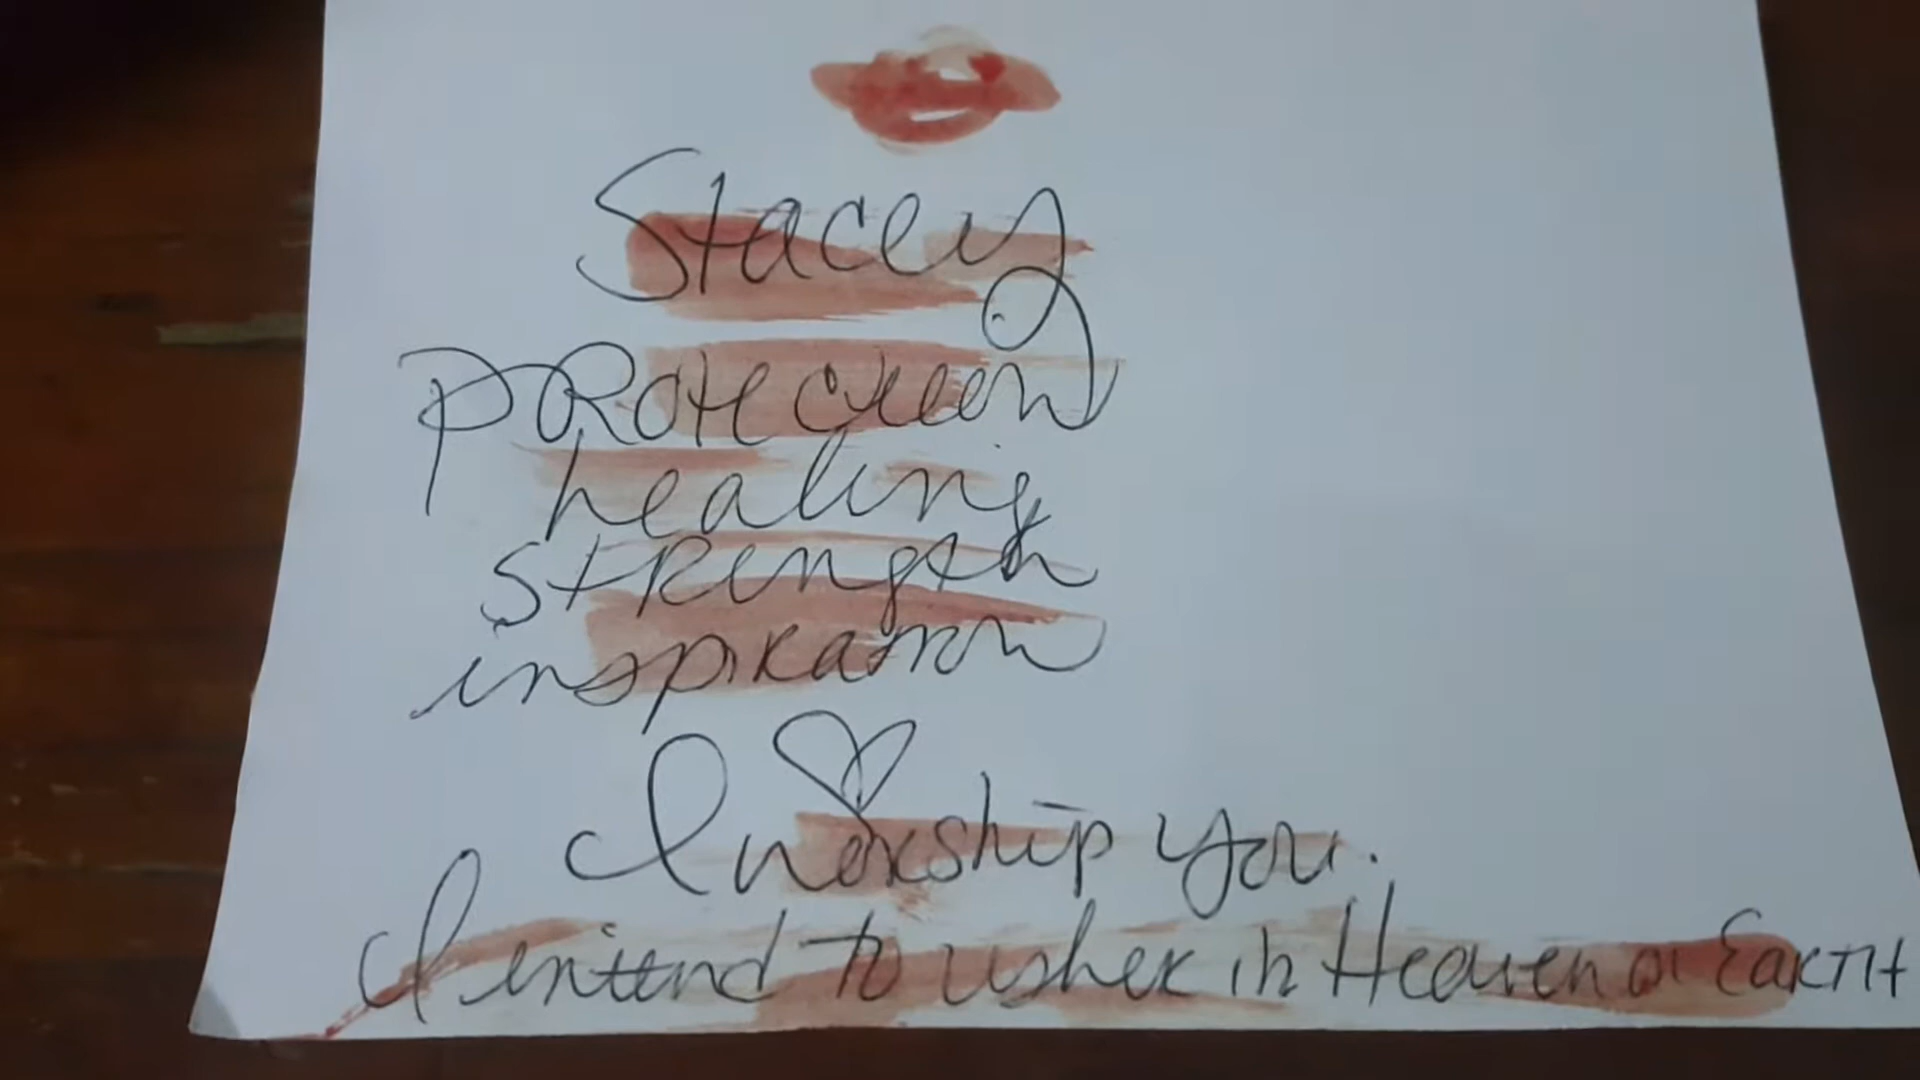 Stacey
PROtection
healing
stRength
inspiRation
I woRship you.
I intend to usheR in Heaven on EaRTH